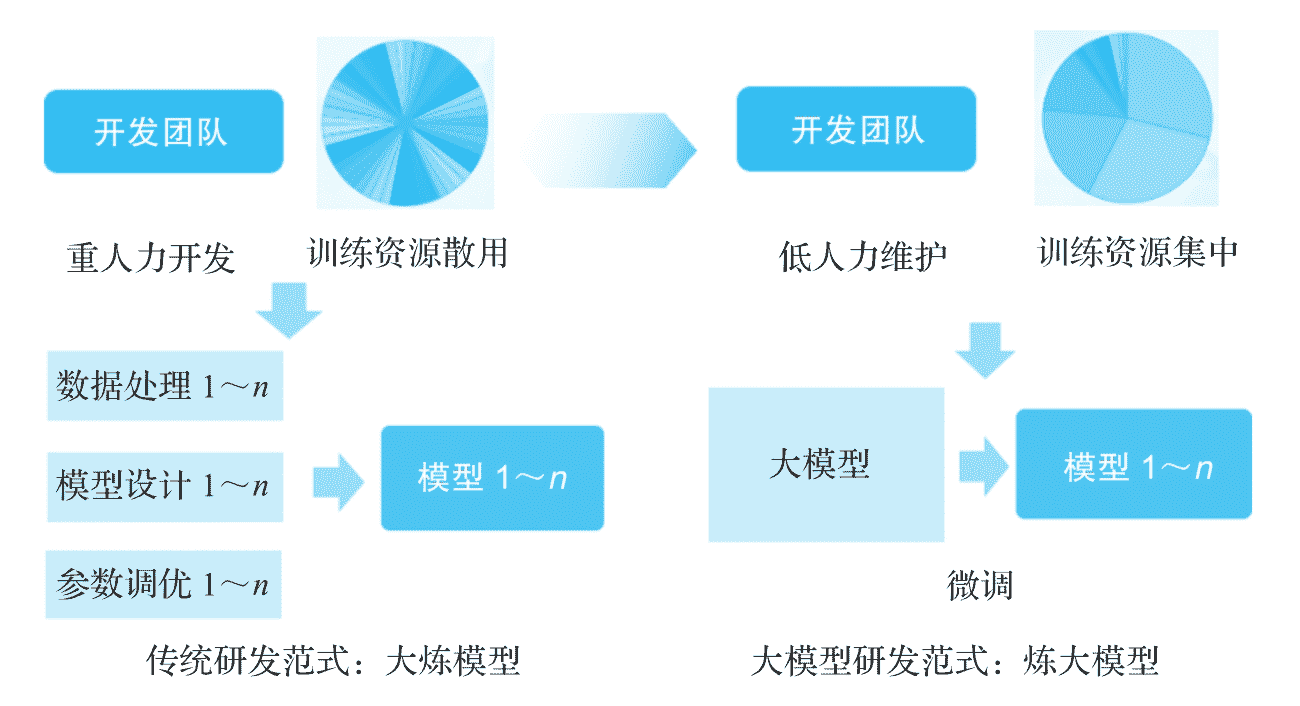 开发团队
重人力开发
训练资源散用
数据处理 1～n
模型设计 1～n
参数调优 1～n
模型 1～n
传统研发范式：大炼模型
开发团队
低人力维护
训练资源集中
大模型
模型 1～n
微调
大模型研发范式：炼大模型